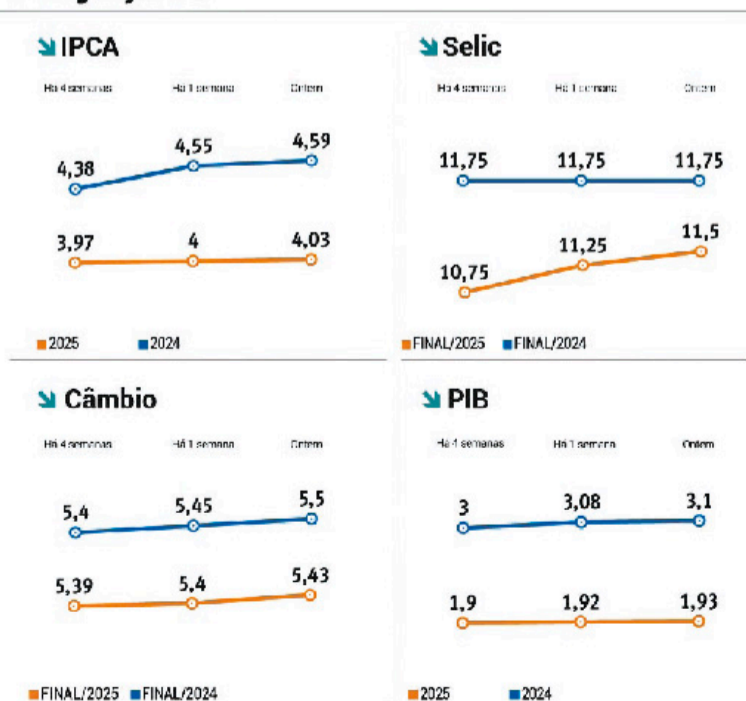 IPCA
Há 4 semanas Há 1 semana Ontem
4,38 4,55 4,59
3,97 4 4,03
2025 2024
Selic
Há 4 semanas Há 1 semana Ontem
11,75 11,75 11,75
10,75 11,25 11,5
FINAL/2025 FINAL/2024
Câmbio
Há 4 semanas Há 1 semana Ontem
5,4 5,45 5,5
5,39 5,4 5,43
FINAL/2025 FINAL/2024
PIB
Há 4 semanas Há 1 semana Ontem
3 3,08 3,1
1,9 1,92 1,93
2025 2024